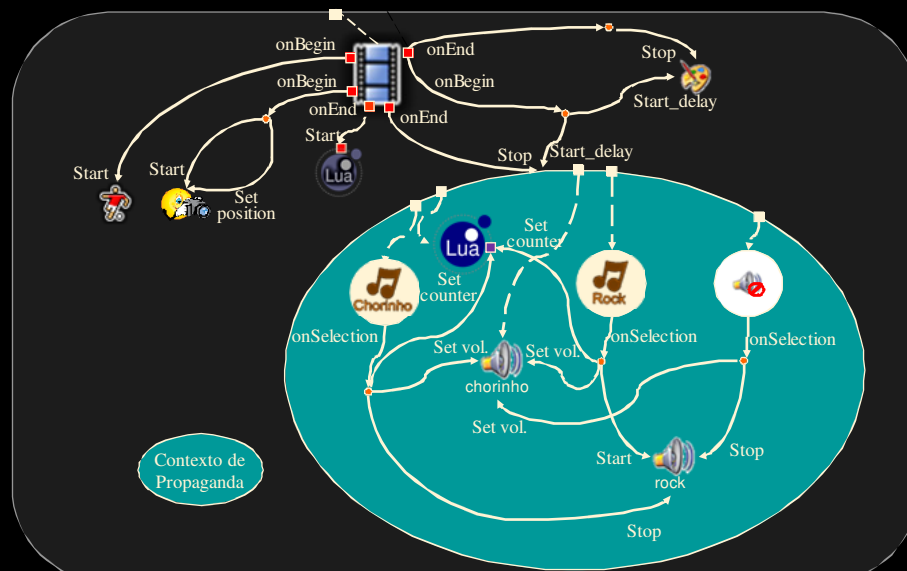 onBegin
onEnd
Stop
onBegin
onBegin
onEnd
onEnd
Start_delay
Start
Lua
Stop
Start_delay
Start
Start
Set
position
Set
counter
Lua
Set
counter
Chorinho
Rock
onSelection
onSelection
onSelection
Set vol.
Set vol.
chorinho
Set vol.
Contexto de
Propaganda
Start
Stop
rock
Stop